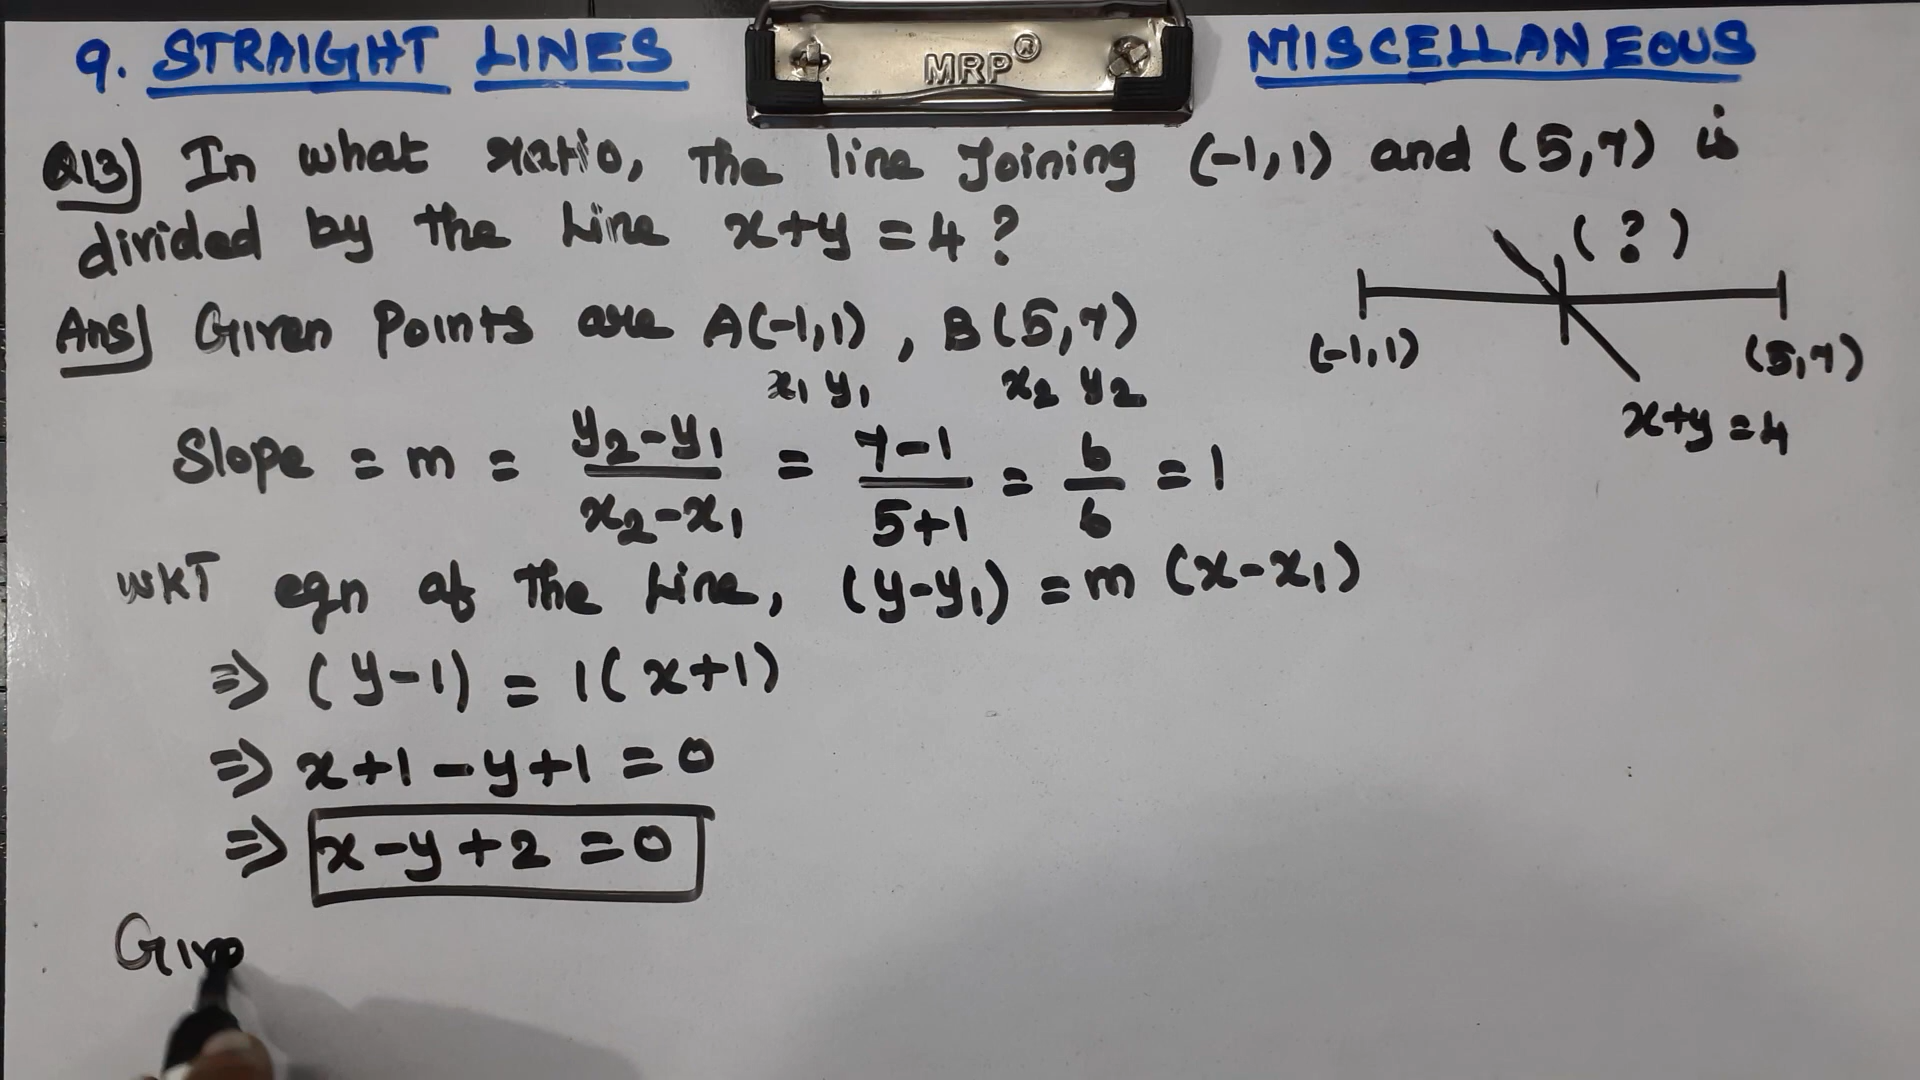 9. STRAIGHT LINES
MRP®
MISCELLANEOUS
Q13) In what ratio, The line Joining (-1,1) and (5,7) is
divided by the Line x+y = 4 ?
Ans) Given Points are A(-1,1) , B(5,7)
x1 y1 x2 y2
(?)
(-1,1) (5,7)
x+y = 4
Slope = m = y2-y1 / x2-x1 = 7-1 / 5+1 = 6/6 = 1
WKT eqn of The Line, (y-y1) = m (x-x1)
⇒ (y-1) = 1(x+1)
⇒ x+1-y+1 = 0
⇒ x-y+2 = 0
Give